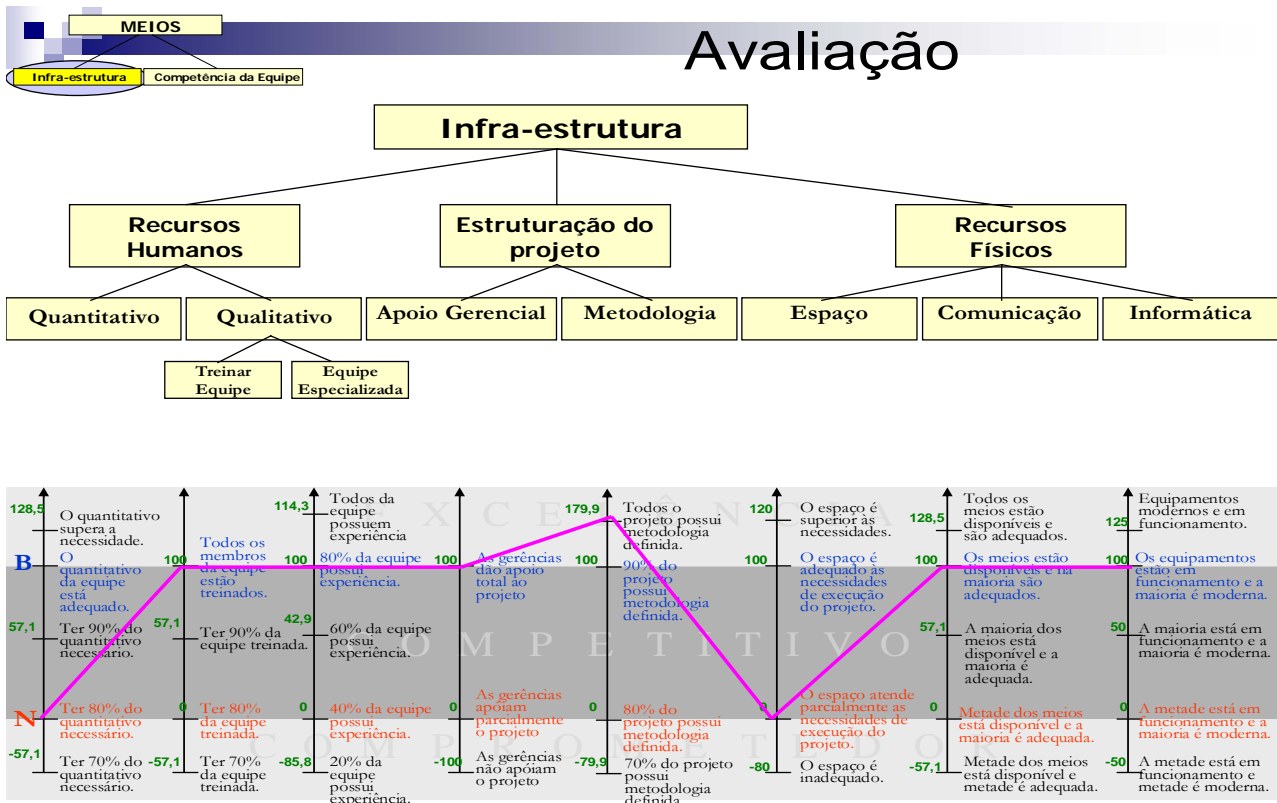 MEIOS
Avaliação
Infra-estrutura
Competência da Equipe
Infra-estrutura
Recursos
Humanos
Estruturação do
projeto
Recursos
Físicos
Quantitativo
Qualitativo
Apoio Gerencial
Metodologia
Espaço
Comunicação
Informática
Treinar
Equipe
Equipe
Especializada
EXCELÊNCIA
COMPETITIVO
COMPROMETEDOR
B
N
128,5
O quantitativo
supera a
necessidade.
O
quantitativo
da equipe
está
adequado.
57,1
Ter 90% do
quantitativo
necessário.
Ter 80% do
quantitativo
necessário.
-57,1
Ter 70% do
quantitativo
necessário.
100
Todos os
membros
da equipe
estão
treinados.
57,1
Ter 90% da
equipe treinada.
0
Ter 80%
da equipe
treinada.
-57,1
Ter 70%
da equipe
treinada.
114,3
Todos da
equipe
possuem
experiência
100
80% da equipe
possui
experiência.
42,9
60% da equipe
possui
experiência.
0
40% da equipe
possui
experiência.
-85,8
20% da
equipe
possui
experiência.
100
As gerências
dão apoio
total ao
projeto
0
As gerências
apóiam
parcialmente
o projeto
-100
As gerências
não apóiam
o projeto
179,9
Todos o
projeto possui
metodologia
definida.
100
90% do
projeto
possui
metodologia
definida.
0
80% do
projeto possui
metodologia
definida.
-79,9
70% do projeto
possui
metodologia
definida
120
O espaço é
superior às
necessidades.
100
O espaço é
adequado às
necessidades
de execução
do projeto.
0
O espaço atende
parcialmente as
necessidades de
execução do
projeto.
-80
O espaço é
inadequado.
128,5
Todos os
meios estão
disponíveis e
são adequados.
100
Os meios estão
disponíveis e na
maioria são
adequados.
57,1
A maioria dos
meios está
disponível e a
maioria é
adequada.
0
Metade dos meios
está disponível e a
maioria é adequada.
-57,1
Metade dos meios
está disponível e
metade é adequada.
125
Equipamentos
modernos e em
funcionamento.
100
Os equipamentos
estão em
funcionamento e a
maioria é moderna.
50
A maioria está em
funcionamento e a
maioria é moderna.
0
A metade está em
funcionamento e a
maioria é moderna.
-50
A metade está em
funcionamento e
metade é moderna.